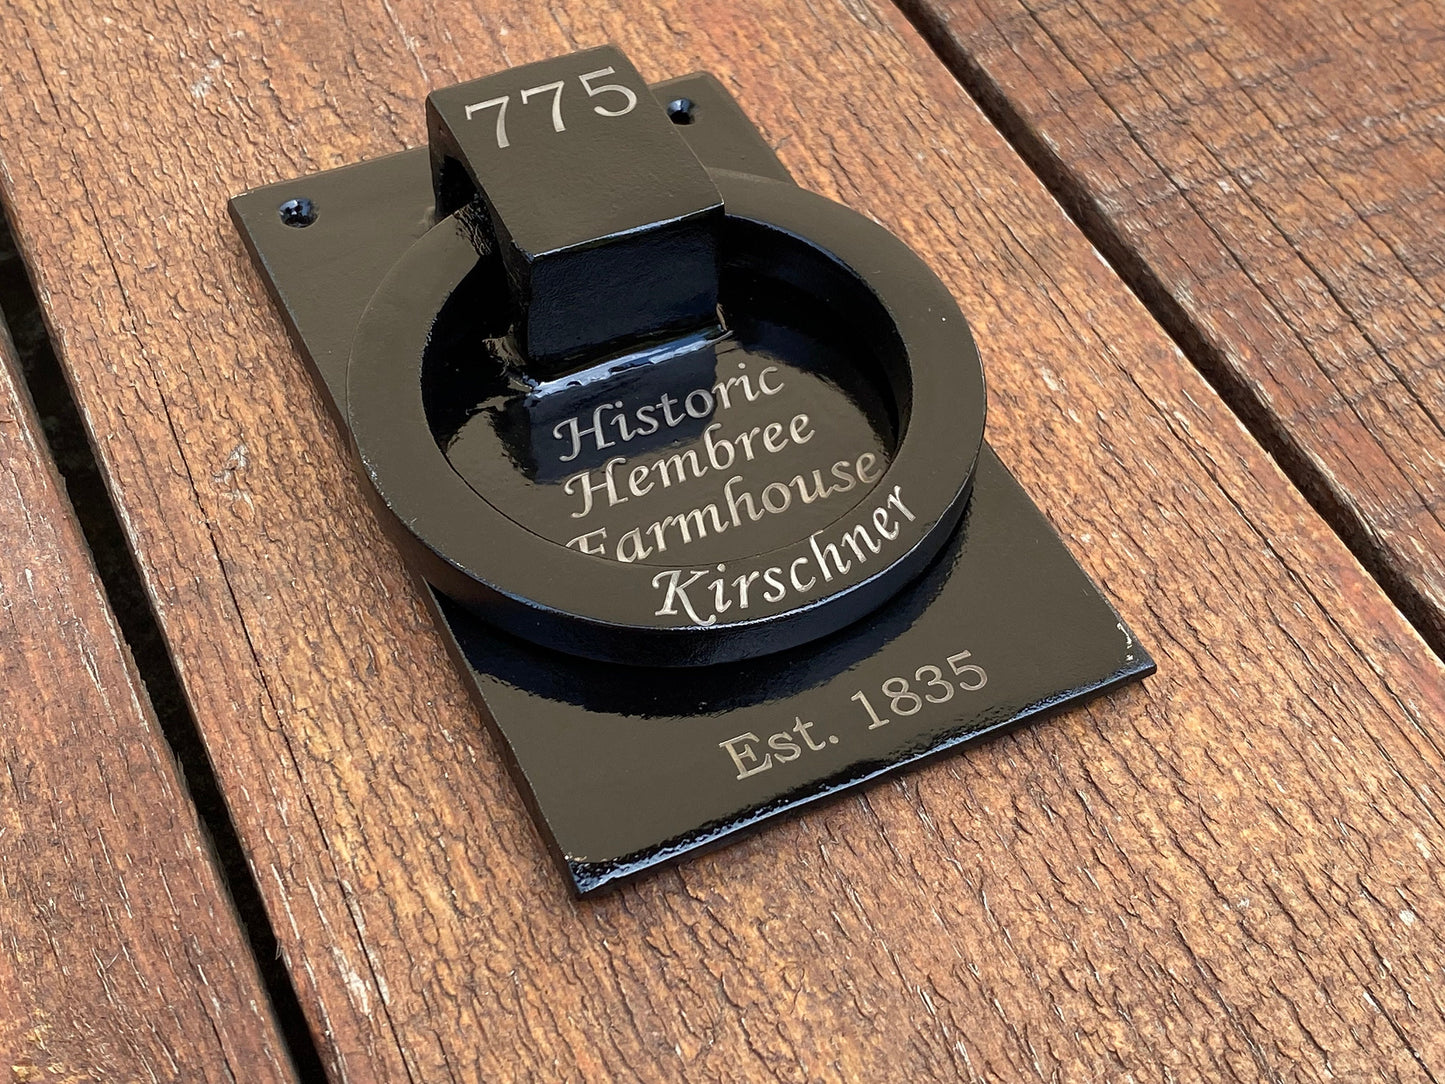 775
Historic
Hembree
Farmhouse
Kirschner
Est. 1835